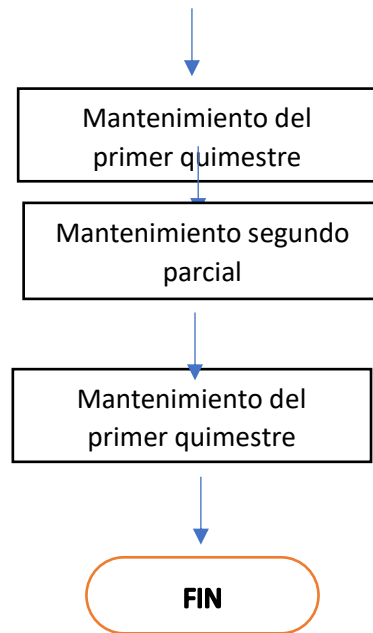 Mantenimiento del
primer quimestre
Mantenimiento segundo
parcial
Mantenimiento del
primer quimestre
FIN